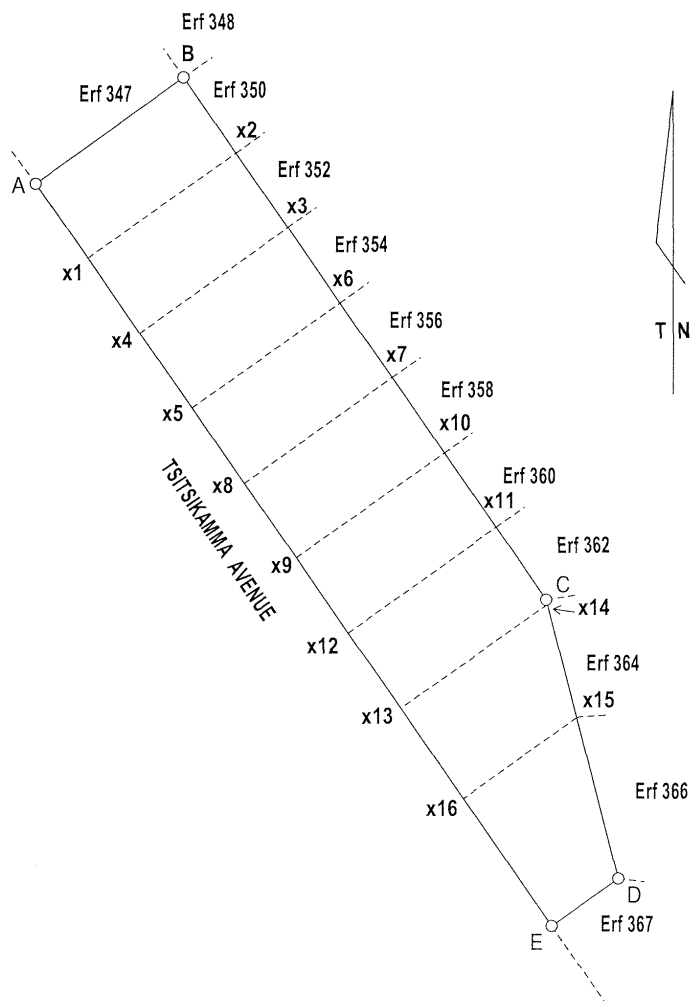 Erf 348
B
Erf 347
Erf 350
x2
A
Erf 352
x3
x1
Erf 354
x6
x4
Erf 356
T N
x7
x5
Erf 358
x10
x8
TSITSIKAMMA AVENUE
Erf 360
x11
x9
Erf 362
C
x14
x12
Erf 364
x15
x13
Erf 366
x16
D
Erf 367
E